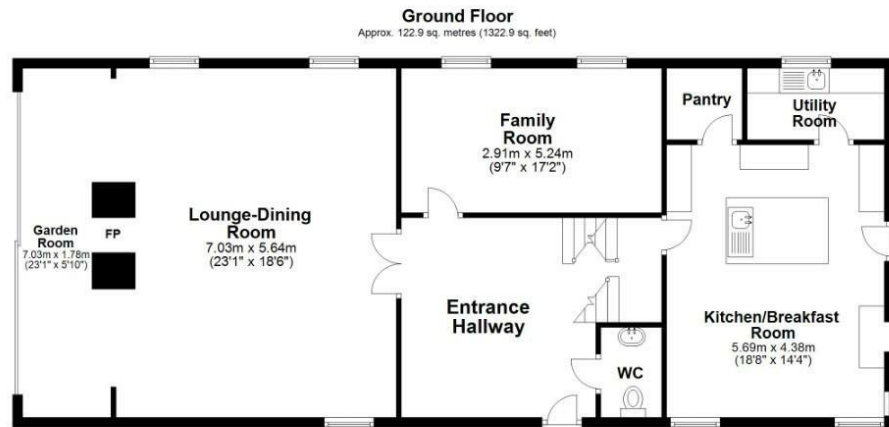 Ground Floor
Approx. 122.9 sq. metres (1322.9 sq. feet)
Garden
Room
7.03m x 1.78m
(23'1" x 5'10")
FP
Lounge-Dining
Room
7.03m x 5.64m
(23'1" x 18'6")
Family
Room
2.91m x 5.24m
(9'7" x 17'2")
Pantry
Utility
Room
Entrance
Hallway
WC
Kitchen/Breakfast
Room
5.69m x 4.38m
(18'8" x 14'4")